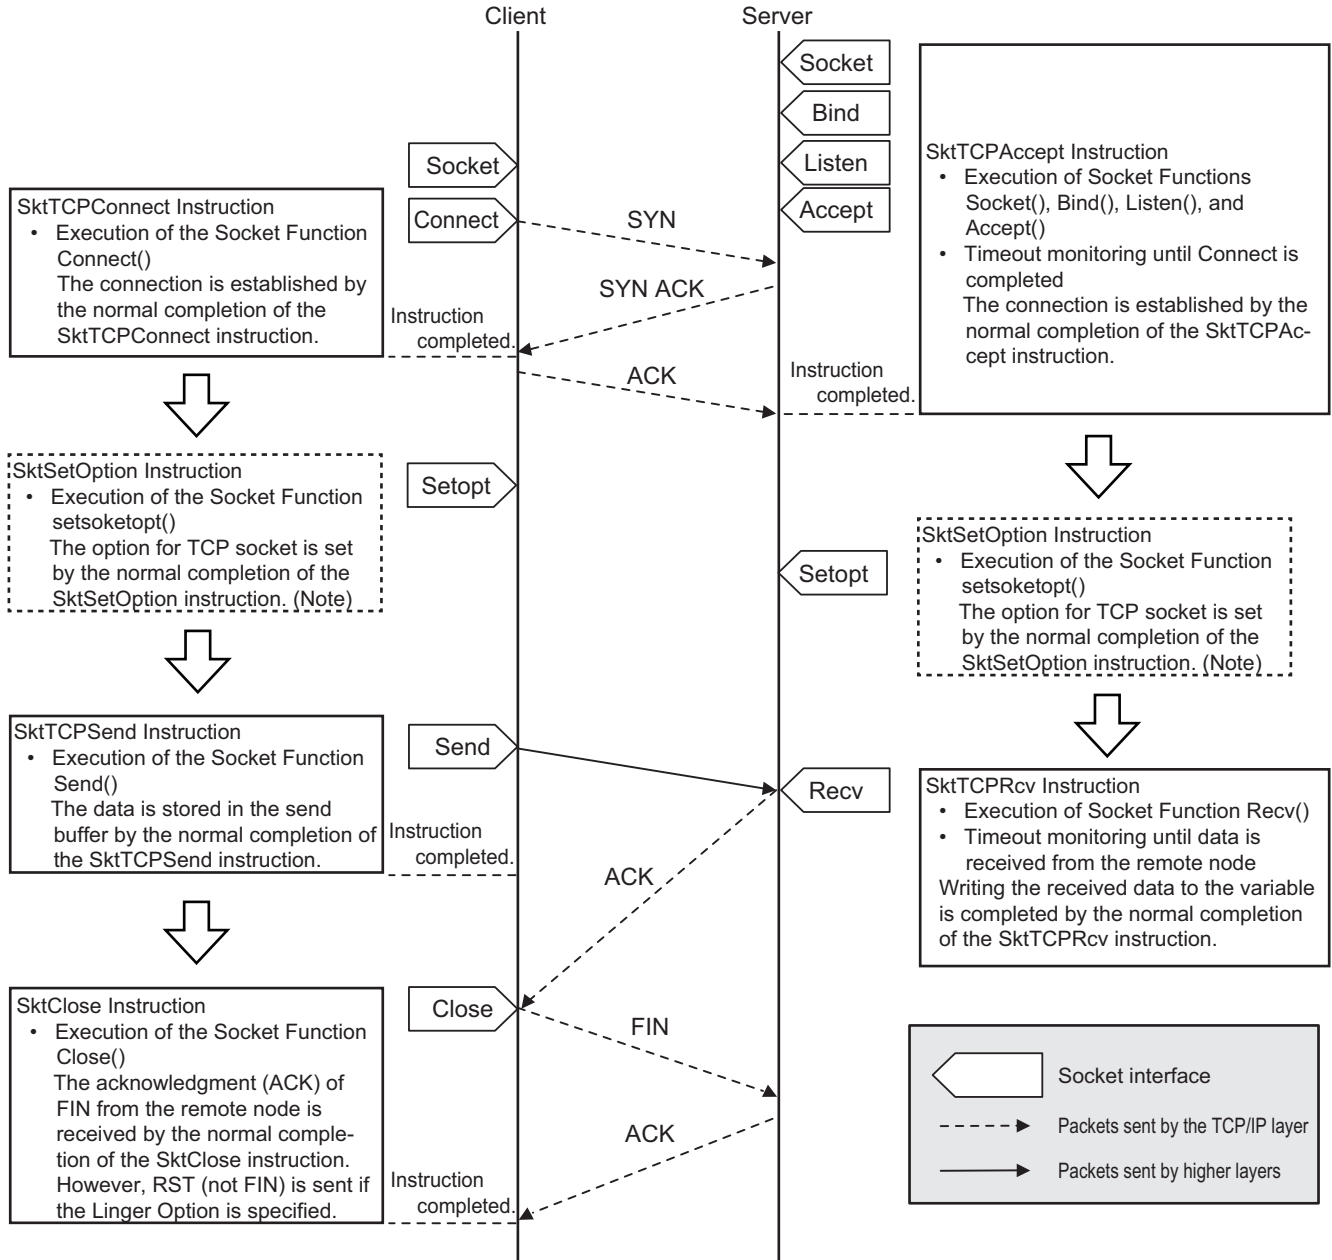 Client
Server
Socket
Bind
Listen
Accept
SktTCPAccept Instruction
• Execution of Socket Functions
Socket(), Bind(), Listen(), and
Accept()
• Timeout monitoring until Connect is
completed
The connection is established by the
normal completion of the SktTCPAc-
cept instruction.
Socket
Connect
SktTCPConnect Instruction
• Execution of the Socket Function
Connect()
The connection is established by
the normal completion of the
SktTCPConnect instruction.
SYN
SYN ACK
Instruction
completed.
ACK
Instruction
completed.
SktSetOption Instruction
• Execution of the Socket Function
setsoketopt()
The option for TCP socket is set
by the normal completion of the
SktSetOption instruction. (Note)
Setopt
Setopt
SktSetOption Instruction
• Execution of the Socket Function
setsoketopt()
The option for TCP socket is set
by the normal completion of the
SktSetOption instruction. (Note)
SktTCPSend Instruction
• Execution of the Socket Function
Send()
The data is stored in the send
buffer by the normal completion of
the SktTCPSend instruction.
Send
Instruction
completed.
Recv
SktTCPRcv Instruction
• Execution of Socket Function Recv()
• Timeout monitoring until data is
received from the remote node
Writing the received data to the variable
is completed by the normal completion
of the SktTCPRcv instruction.
ACK
SktClose Instruction
• Execution of the Socket Function
Close()
The acknowledgment (ACK) of
FIN from the remote node is
received by the normal comple-
tion of the SktClose instruction.
However, RST (not FIN) is sent if
the Linger Option is specified.
Close
FIN
ACK
Instruction
completed.
Socket interface
Packets sent by the TCP/IP layer
Packets sent by higher layers